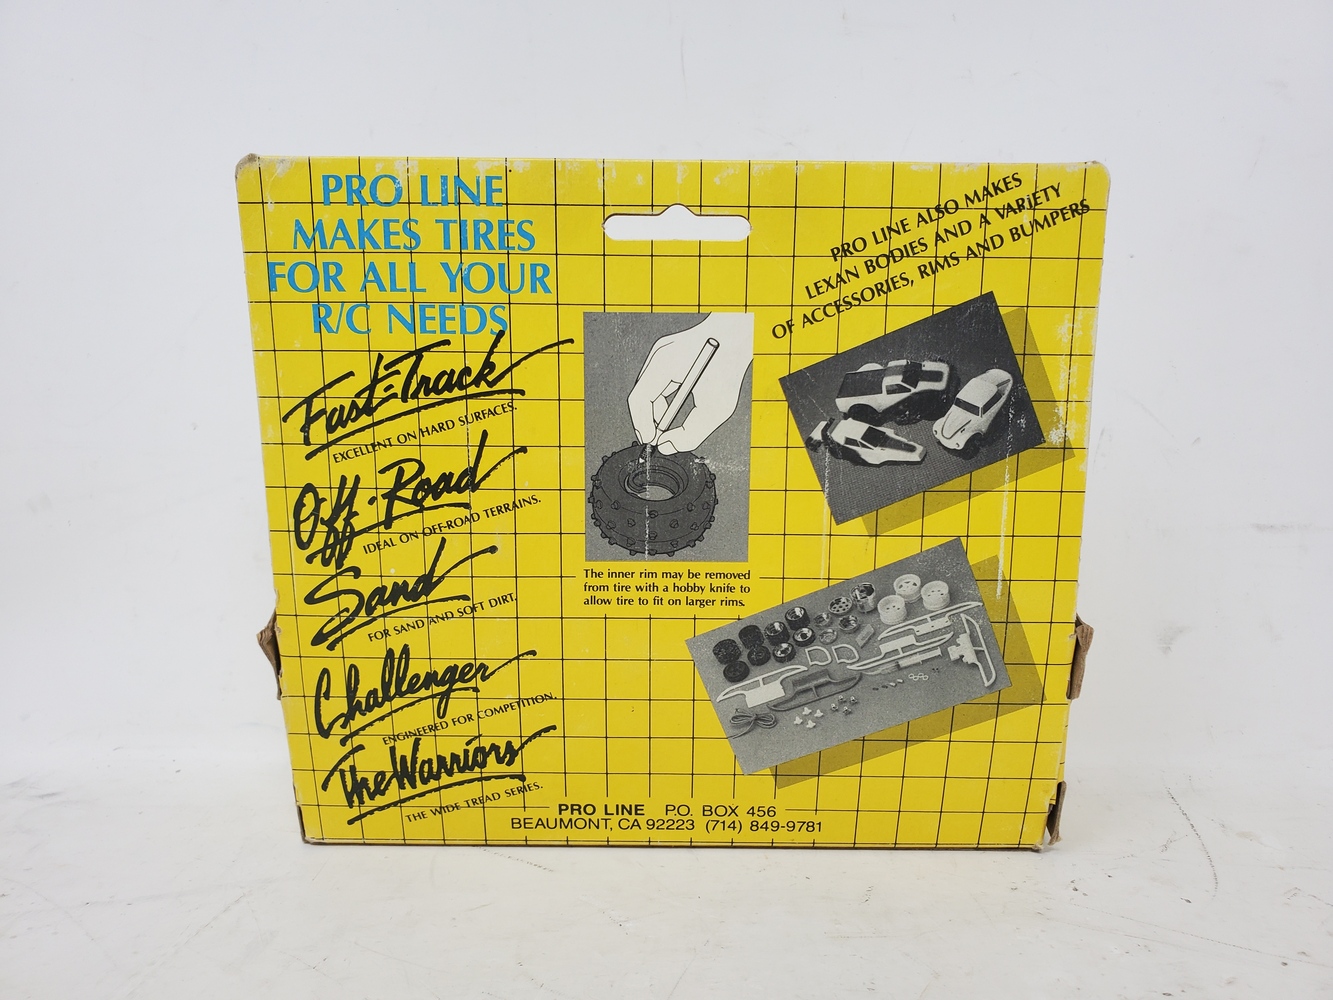 PRO LINE
MAKES TIRES
FOR ALL YOUR
R/C NEEDS
Fast-Track
EXCELLENT ON HARD SURFACES.
Off-Road
IDEAL ON OFF-ROAD TERRAINS.
Sand
FOR SAND AND SOFT DIRT.
Challenger
ENGINEERED FOR COMPETITION.
The Warriors
THE WIDE TREAD SERIES.
The inner rim may be removed
from tire with a hobby knife to
allow tire to fit on larger rims.
PRO LINE ALSO MAKES
LEXAN BODIES AND A VARiETY
OF ACCESSORIES, RIMS AND BUMPERS
PRO LINE P.O. BOX 456
BEAUMONT, CA 92223 (714) 849-9781